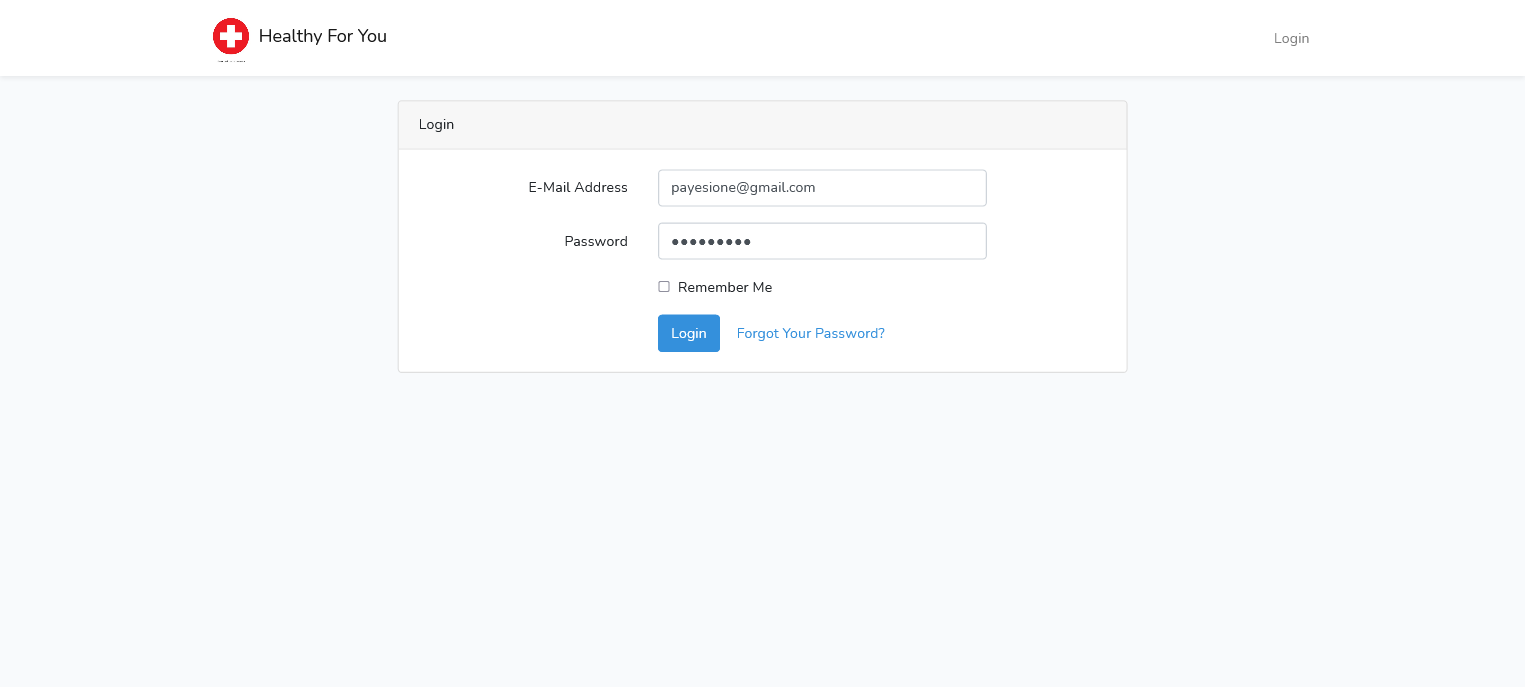 Healthy For You
Login
Login
E-Mail Address payesione@gmail.com
Password
Remember Me
Login Forgot Your Password?